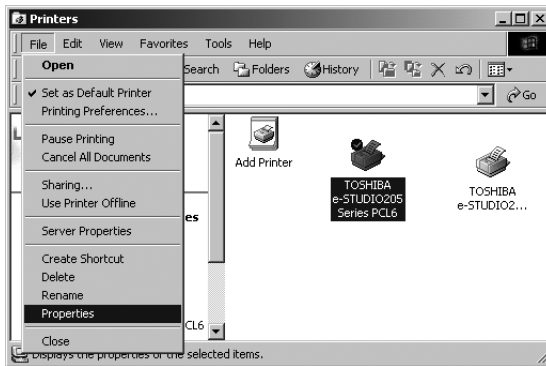 Printers
File Edit View Favorites Tools Help
Search Folders History
Go
Open
Set as Default Printer
Printing Preferences...
Pause Printing
Cancel All Documents
Sharing...
Use Printer Offline
Server Properties
Create Shortcut
Delete
Rename
Properties
Close
es
CL6
Add Printer
TOSHIBA
e-STUDIO205
Series PCL6
TOSHIBA
e-STUDIO2...
Displays the properties of the selected items.